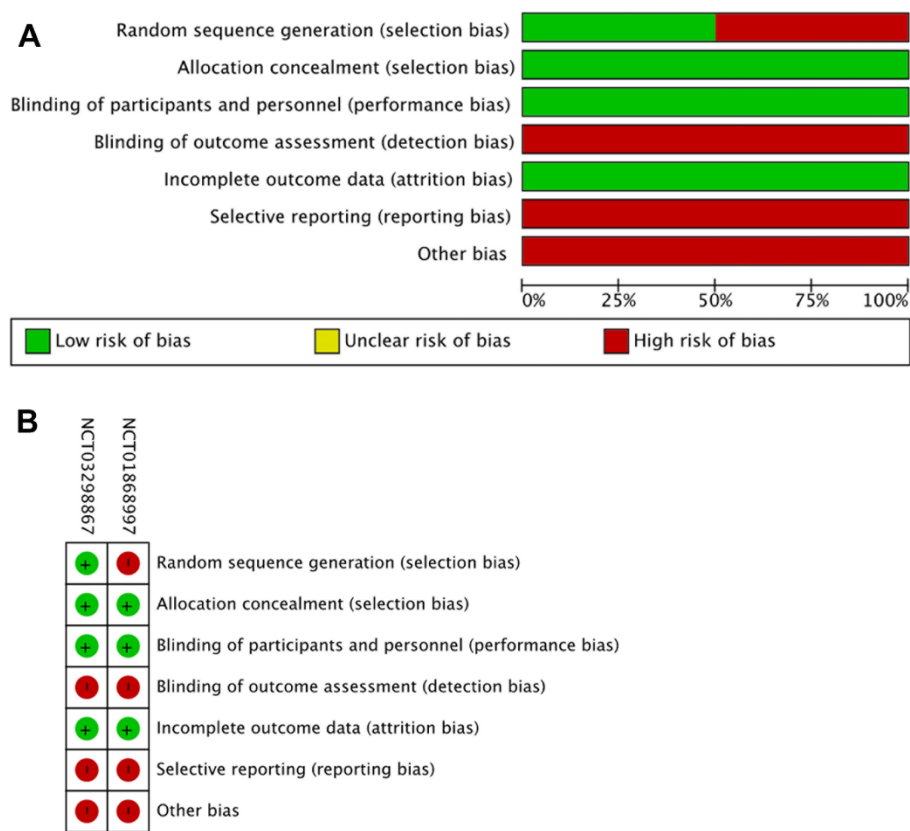 A
Random sequence generation (selection bias)
Allocation concealment (selection bias)
Blinding of participants and personnel (performance bias)
Blinding of outcome assessment (detection bias)
Incomplete outcome data (attrition bias)
Selective reporting (reporting bias)
Other bias
0% 25% 50% 75% 100%
Low risk of bias Unclear risk of bias High risk of bias
B
NCT03298867 NCT01868997
+ - Random sequence generation (selection bias)
+ + Allocation concealment (selection bias)
+ + Blinding of participants and personnel (performance bias)
- - Blinding of outcome assessment (detection bias)
+ + Incomplete outcome data (attrition bias)
- - Selective reporting (reporting bias)
- - Other bias